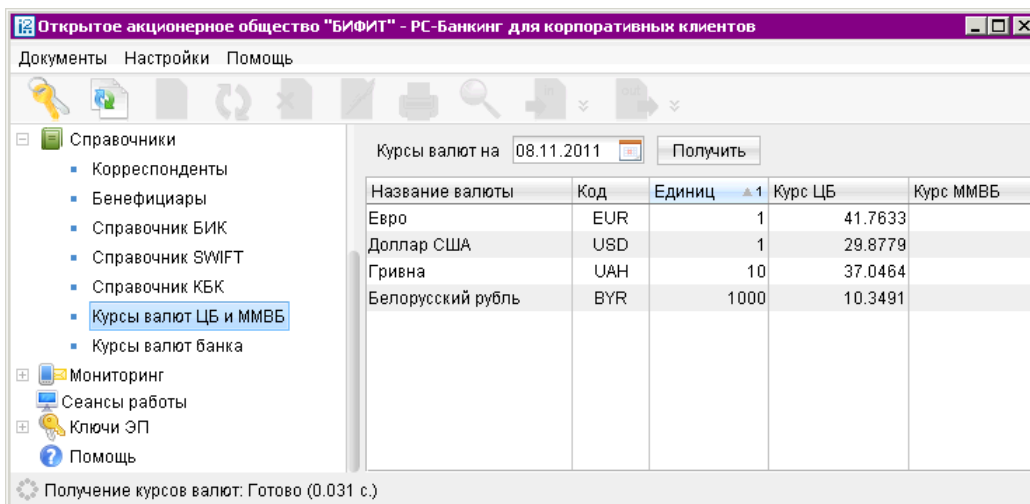 Открытое акционерное общество "БИФИТ" - РС-Банкинг для корпоративных клиентов
Документы Настройки Помощь
in out
Справочники
Корреспонденты
Бенефициары
Справочник БИК
Справочник SWIFT
Справочник КБК
Курсы валют ЦБ и ММВБ
Курсы валют банка
Мониторинг
Сеансы работы
Ключи ЭП
Помощь
Курсы валют на 08.11.2011 Получить
Название валюты Код Единиц 1 Курс ЦБ Курс ММВБ
Евро EUR 1 41.7633
Доллар США USD 1 29.8779
Гривна UAH 10 37.0464
Белорусский рубль BYR 1000 10.3491
Получение курсов валют: Готово (0.031 с.)